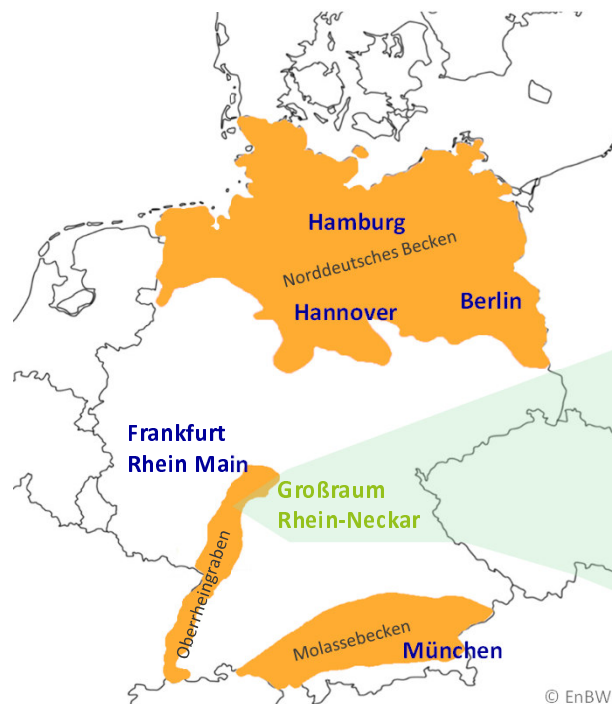 Hamburg
Norddeutsches Becken
Hannover
Berlin
Frankfurt
Rhein Main
Großraum
Rhein-Neckar
Oberrheingraben
Molassebecken
München
© EnBW